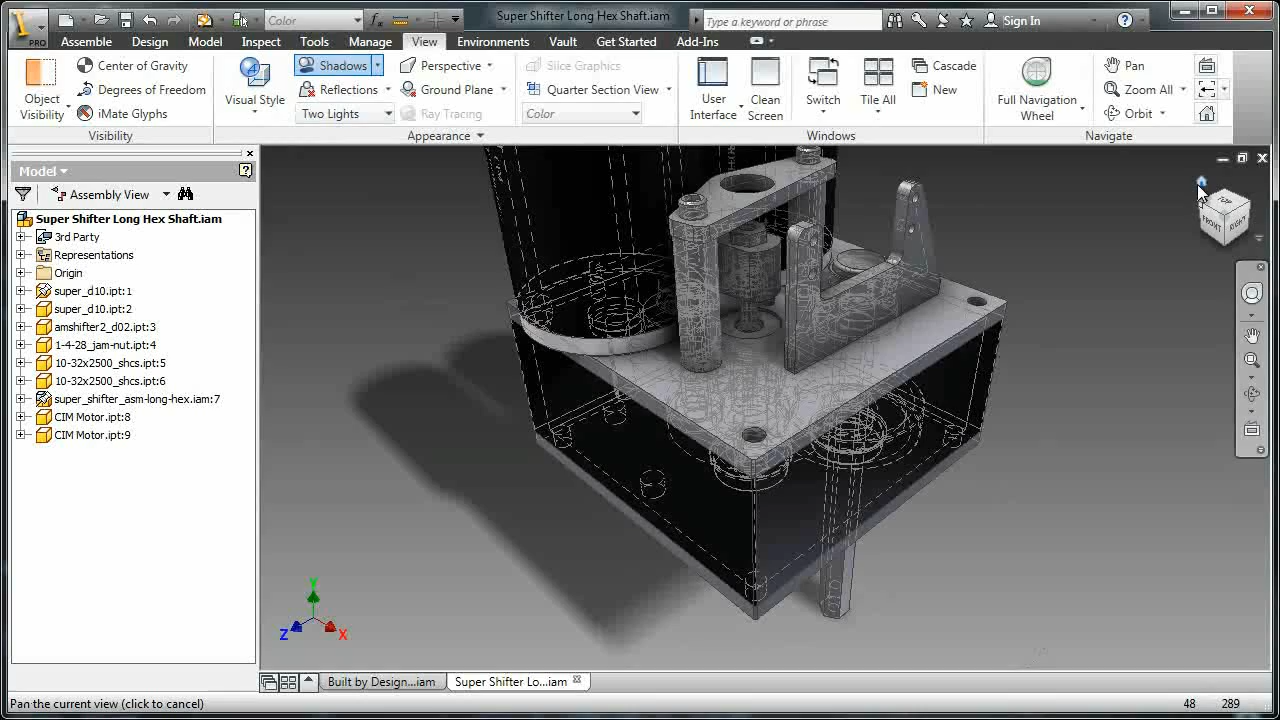 PRO
Color
Super Shifter Long Hex Shaft.iam
Type a keyword or phrase
Sign In
Assemble Design Model Inspect Tools Manage View Environments Vault Get Started Add-Ins
Object Visibility
Center of Gravity
Degrees of Freedom
iMate Glyphs
Visibility
Visual Style
Shadows
Reflections
Two Lights
Perspective
Ground Plane
Ray Tracing
Slice Graphics
Quarter Section View
Color
Appearance
User Interface
Clean Screen
Switch
Tile All
Cascade
New
Windows
Full Navigation Wheel
Pan
Zoom All
Orbit
Navigate
Model
Assembly View
Super Shifter Long Hex Shaft.iam
3rd Party
Representations
Origin
super_d10.ipt:1
super_d10.ipt:2
amshifter2_d02.ipt:3
1-4-28_jam-nut.ipt:4
10-32x2500_shcs.ipt:5
10-32x2500_shcs.ipt:6
super_shifter_asm-long-hex.iam:7
CIM Motor.ipt:8
CIM Motor.ipt:9
TOP
FRONT
RIGHT
Y
Z
X
Built by Design...iam
Super Shifter Lo...iam
Pan the current view (click to cancel)
48
289